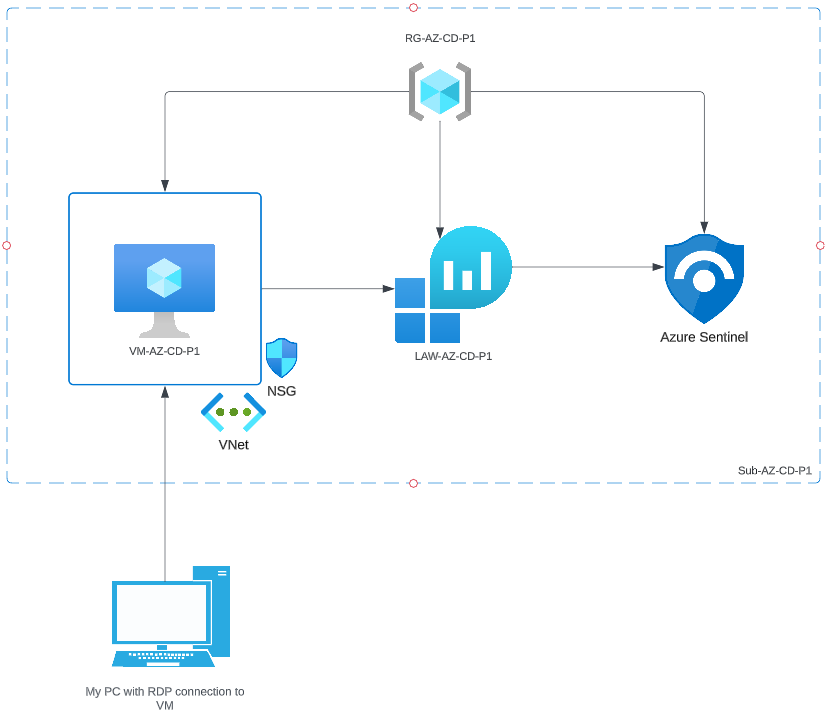 RG-AZ-CD-P1
VM-AZ-CD-P1
LAW-AZ-CD-P1
Azure Sentinel
NSG
VNet
Sub-AZ-CD-P1
My PC with RDP connection to
VM